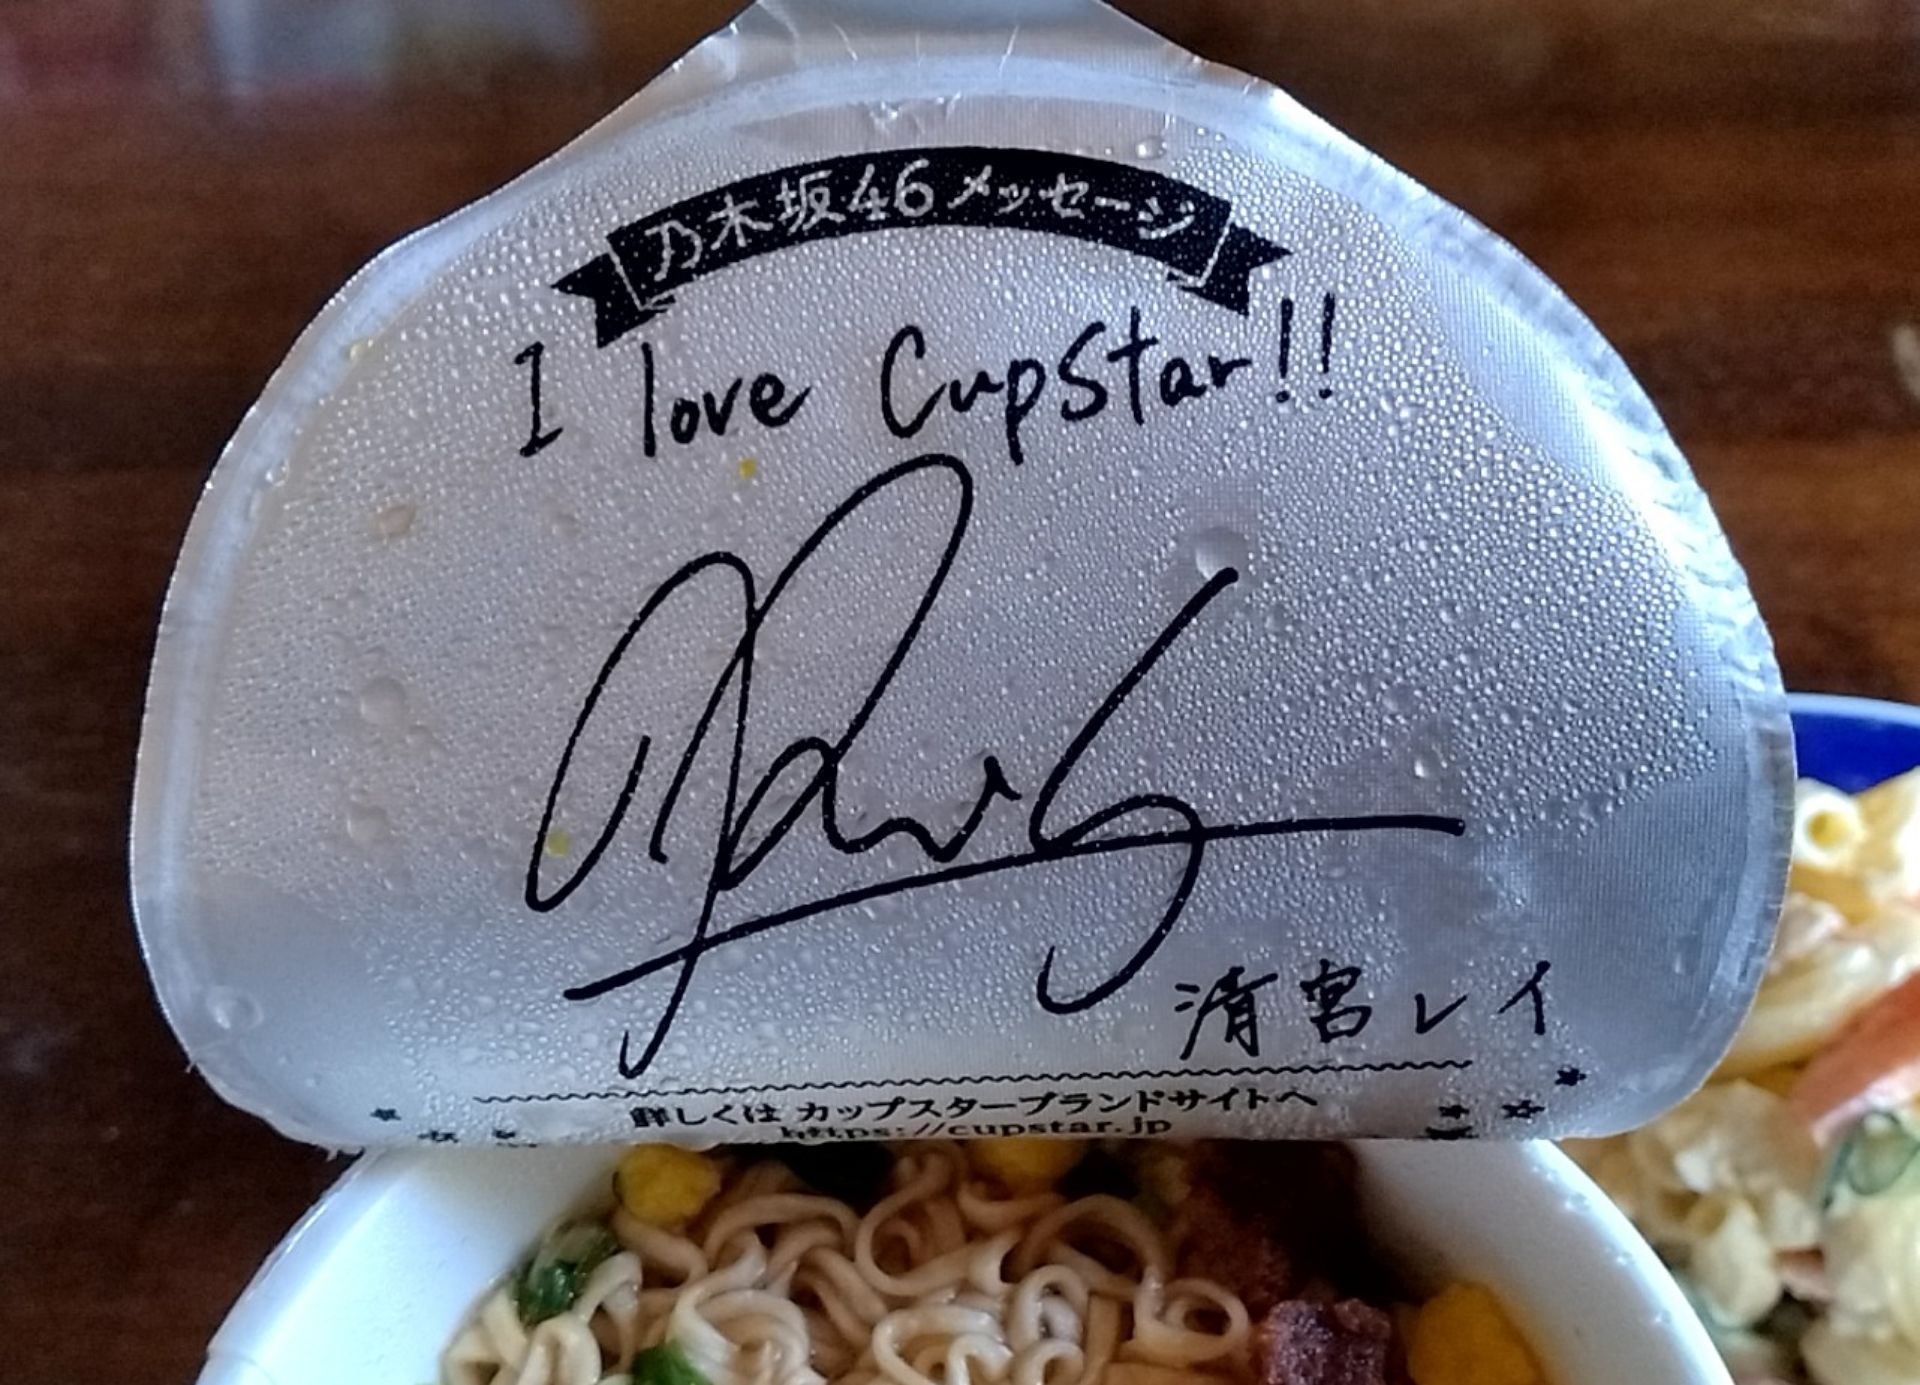 乃木坂46メッセージ
I love CupStar!!
清宮レイ
詳しくは カップスターブランドサイトへ
https://cupstar.jp